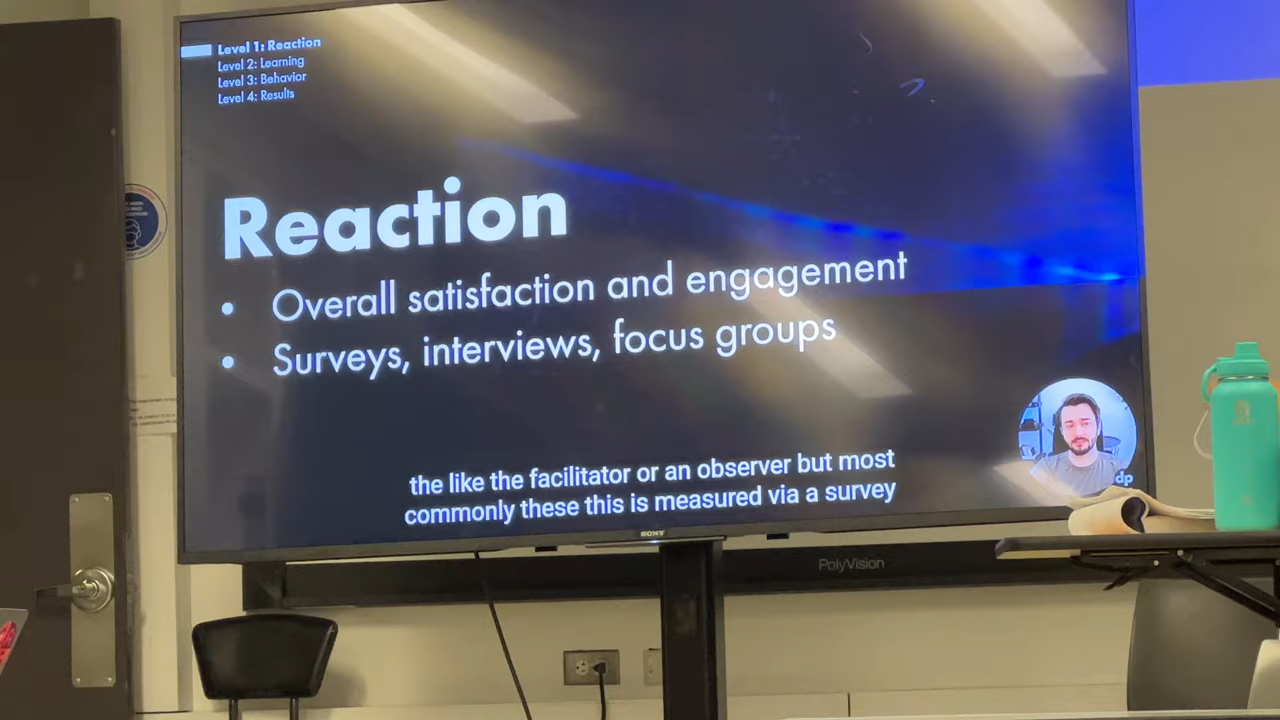 Level 1: Reaction
Level 2: Learning
Level 3: Behavior
Level 4: Results
Reaction
• Overall satisfaction and engagement
• Surveys, interviews, focus groups
the like the facilitator or an observer but most
commonly these this is measured via a survey
dp
SONY
PolyVision